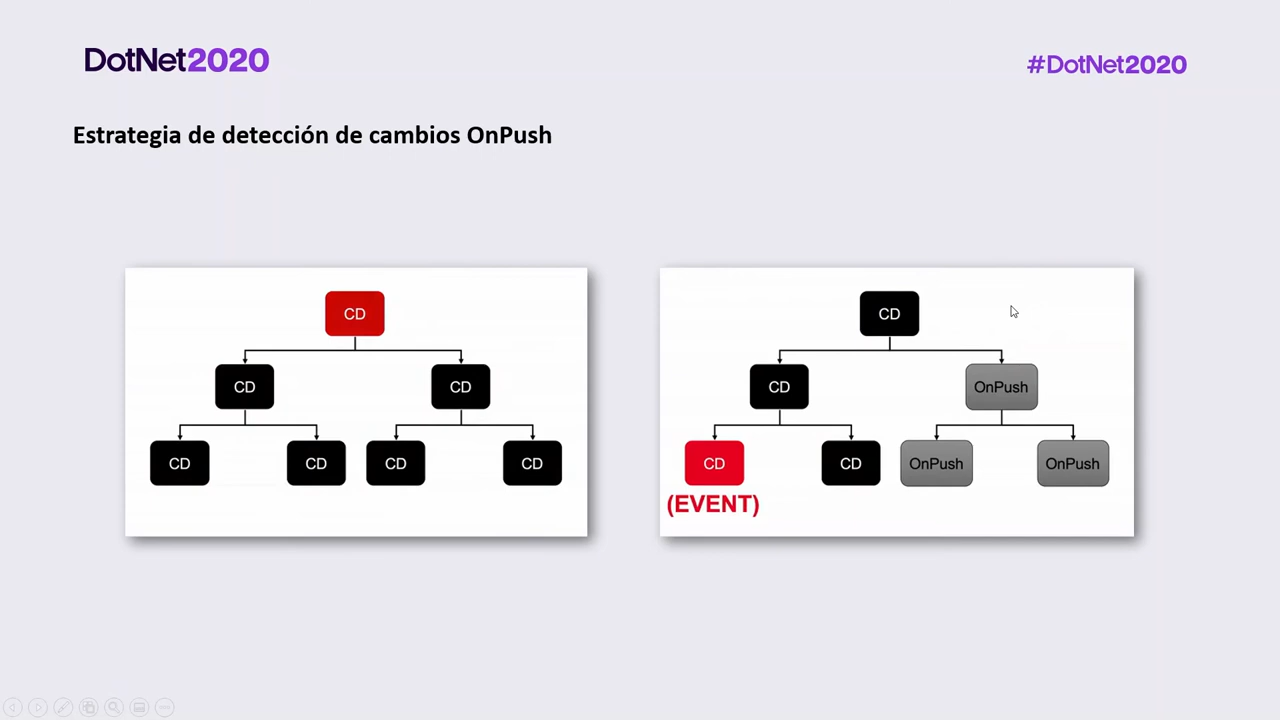 DotNet2020
#DotNet2020
Estrategia de detección de cambios OnPush
CD
CD CD
CD CD CD CD
CD
CD OnPush
CD CD OnPush OnPush
(EVENT)